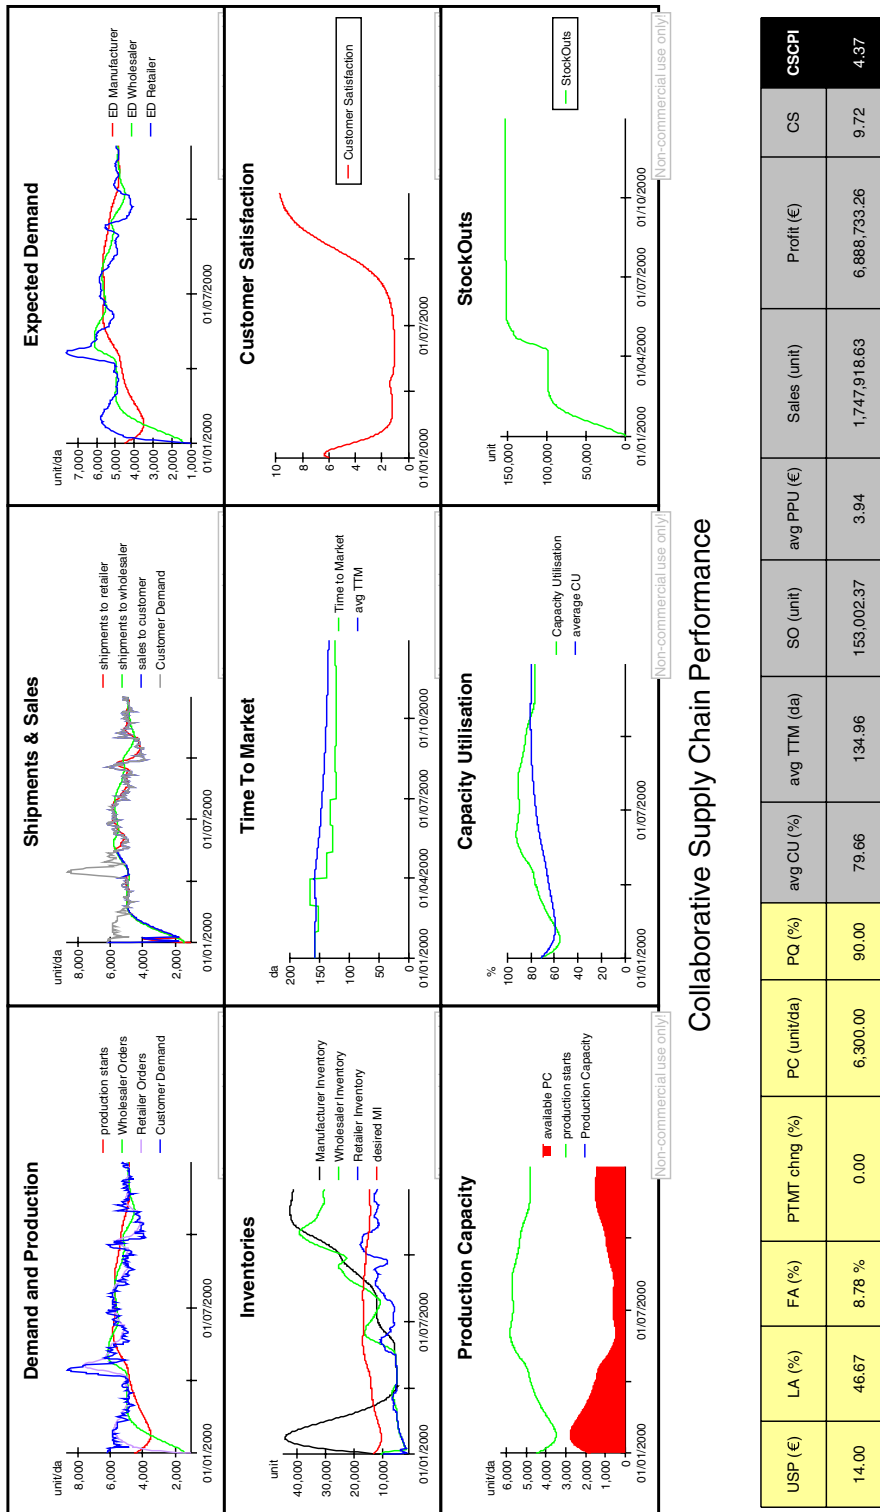 Demand and Production
unit/da
8,000
6,000
4,000
2,000
01/01/2000
01/07/2000
production starts
Wholesaler Orders
Retailer Orders
Customer Demand
Shipments & Sales
unit/da
8,000
6,000
4,000
2,000
01/01/2000
01/07/2000
shipments to retailer
shipments to wholesaler
sales to customer
Customer Demand
Expected Demand
unit/da
7,000
6,000
5,000
4,000
3,000
2,000
1,000
01/01/2000
01/07/2000
ED Manufacturer
ED Wholesaler
ED Retailer
Inventories
unit
40,000
30,000
20,000
10,000
0
01/01/2000
01/07/2000
Manufacturer Inventory
Wholesaler Inventory
Retailer Inventory
desired MI
Time To Market
da
200
150
100
50
0
01/01/2000
01/04/2000
01/07/2000
01/10/2000
Time to Market
avg TTM
Customer Satisfaction
10
8
6
4
2
0
01/01/2000
01/07/2000
Customer Satisfaction
Production Capacity
6,000
5,000
4,000
3,000
2,000
1,000
0
01/01/2000
01/07/2000
available PC
production starts
Production Capacity
Non-commercial use only!
Capacity Utilisation
%
100
80
60
40
20
0
01/01/2000
01/07/2000
Capacity Utilisation
average CU
Non-commercial use only!
StockOuts
unit
150,000
100,000
50,000
0
01/01/2000
01/04/2000
01/07/2000
01/10/2000
StockOuts
Non-commercial use only!
Collaborative Supply Chain Performance
USP (€) LA (%) FA (%) PTMT chng (%) PC (unit/da) PQ (%) avg CU (%) avg TTM (da) SO (unit) avg PPU (€) Sales (unit) Profit (€) CS CSCPI
14.00 46.67 8.78 % 0.00 6,300.00 90.00 79.66 134.96 153,002.37 3.94 1,747,918.63 6,888,733.26 9.72 4.37